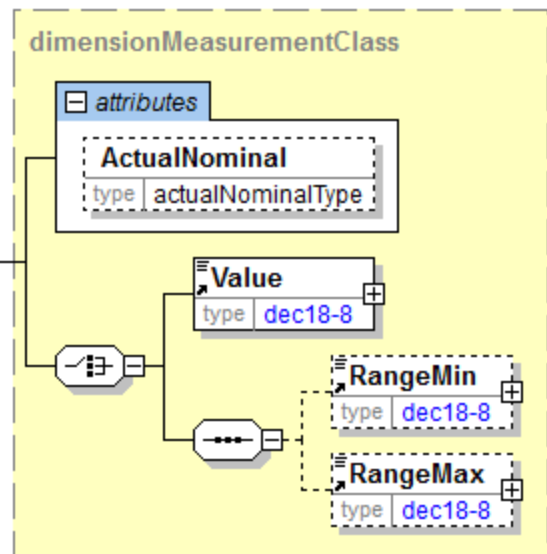 dimensionMeasurementClass
attributes
ActualNominal
type actualNominalType
Value
type dec18-8
RangeMin
type dec18-8
RangeMax
type dec18-8